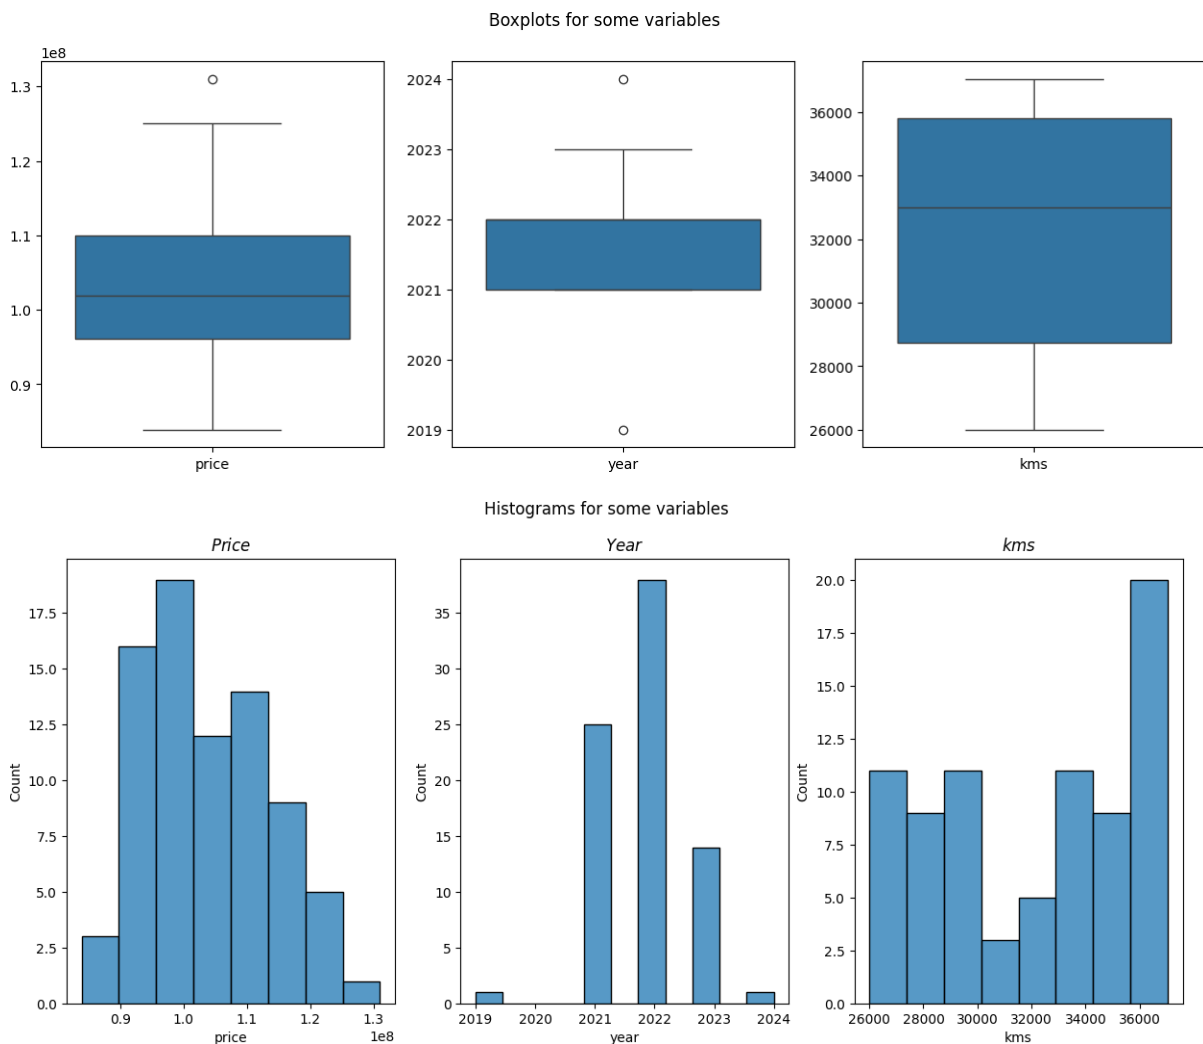 Boxplots for some variables
1e8
1.3
1.2
1.1
1.0
0.9
price
2024
2023
2022
2021
2020
2019
year
36000
34000
32000
30000
28000
26000
kms
Histograms for some variables
Price
Count
17.5
15.0
12.5
10.0
7.5
5.0
2.5
0.0
0.9 1.0 1.1 1.2 1.3
price
1e8
Year
Count
35
30
25
20
15
10
5
0
2019 2020 2021 2022 2023 2024
year
kms
Count
20.0
17.5
15.0
12.5
10.0
7.5
5.0
2.5
0.0
26000 28000 30000 32000 34000 36000
kms